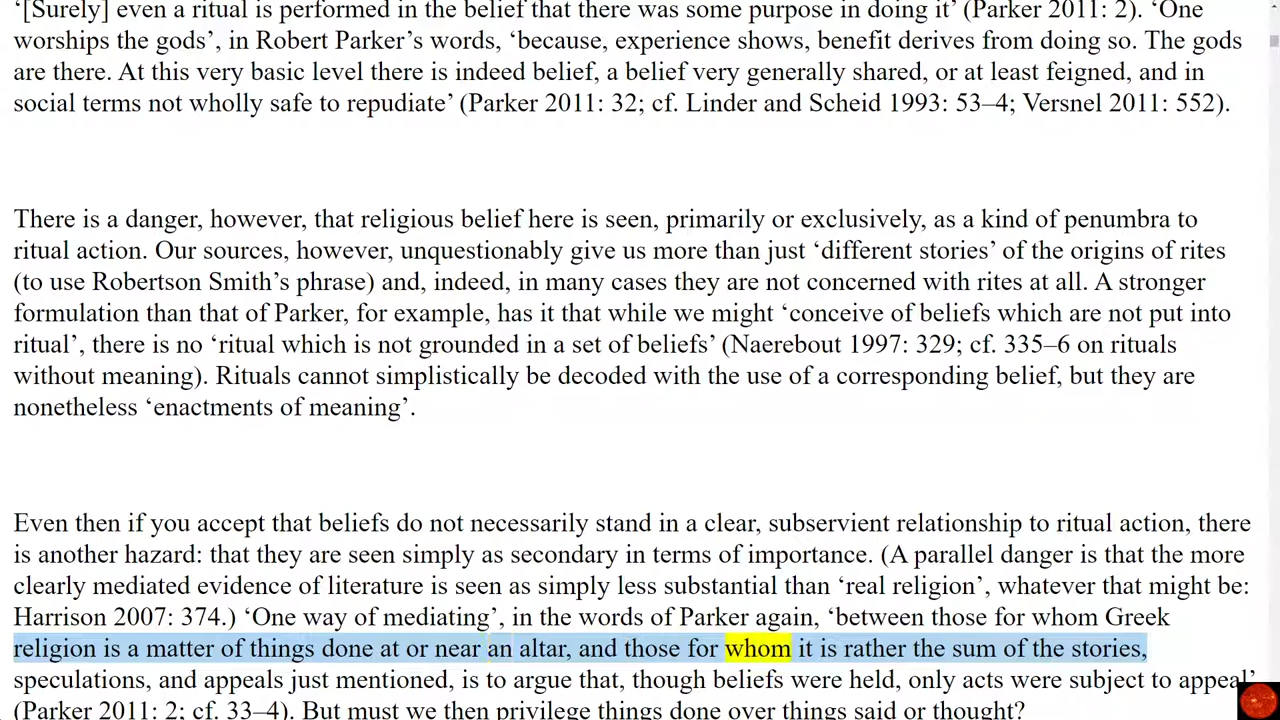 ‘[Surely] even a ritual is performed in the belief that there was some purpose in doing it’ (Parker 2011: 2). ‘One
worships the gods’, in Robert Parker’s words, ‘because, experience shows, benefit derives from doing so. The gods
are there. At this very basic level there is indeed belief, a belief very generally shared, or at least feigned, and in
social terms not wholly safe to repudiate’ (Parker 2011: 32; cf. Linder and Scheid 1993: 53–4; Versnel 2011: 552).
There is a danger, however, that religious belief here is seen, primarily or exclusively, as a kind of penumbra to
ritual action. Our sources, however, unquestionably give us more than just ‘different stories’ of the origins of rites
(to use Robertson Smith’s phrase) and, indeed, in many cases they are not concerned with rites at all. A stronger
formulation than that of Parker, for example, has it that while we might ‘conceive of beliefs which are not put into
ritual’, there is no ‘ritual which is not grounded in a set of beliefs’ (Naerebout 1997: 329; cf. 335–6 on rituals
without meaning). Rituals cannot simplistically be decoded with the use of a corresponding belief, but they are
nonetheless ‘enactments of meaning’.
Even then if you accept that beliefs do not necessarily stand in a clear, subservient relationship to ritual action, there
is another hazard: that they are seen simply as secondary in terms of importance. (A parallel danger is that the more
clearly mediated evidence of literature is seen as simply less substantial than ‘real religion’, whatever that might be:
Harrison 2007: 374.) ‘One way of mediating’, in the words of Parker again, ‘between those for whom Greek
religion is a matter of things done at or near an altar, and those for whom it is rather the sum of the stories,
speculations, and appeals just mentioned, is to argue that, though beliefs were held, only acts were subject to appeal’
(Parker 2011: 2; cf. 33–4). But must we then privilege things done over things said or thought?